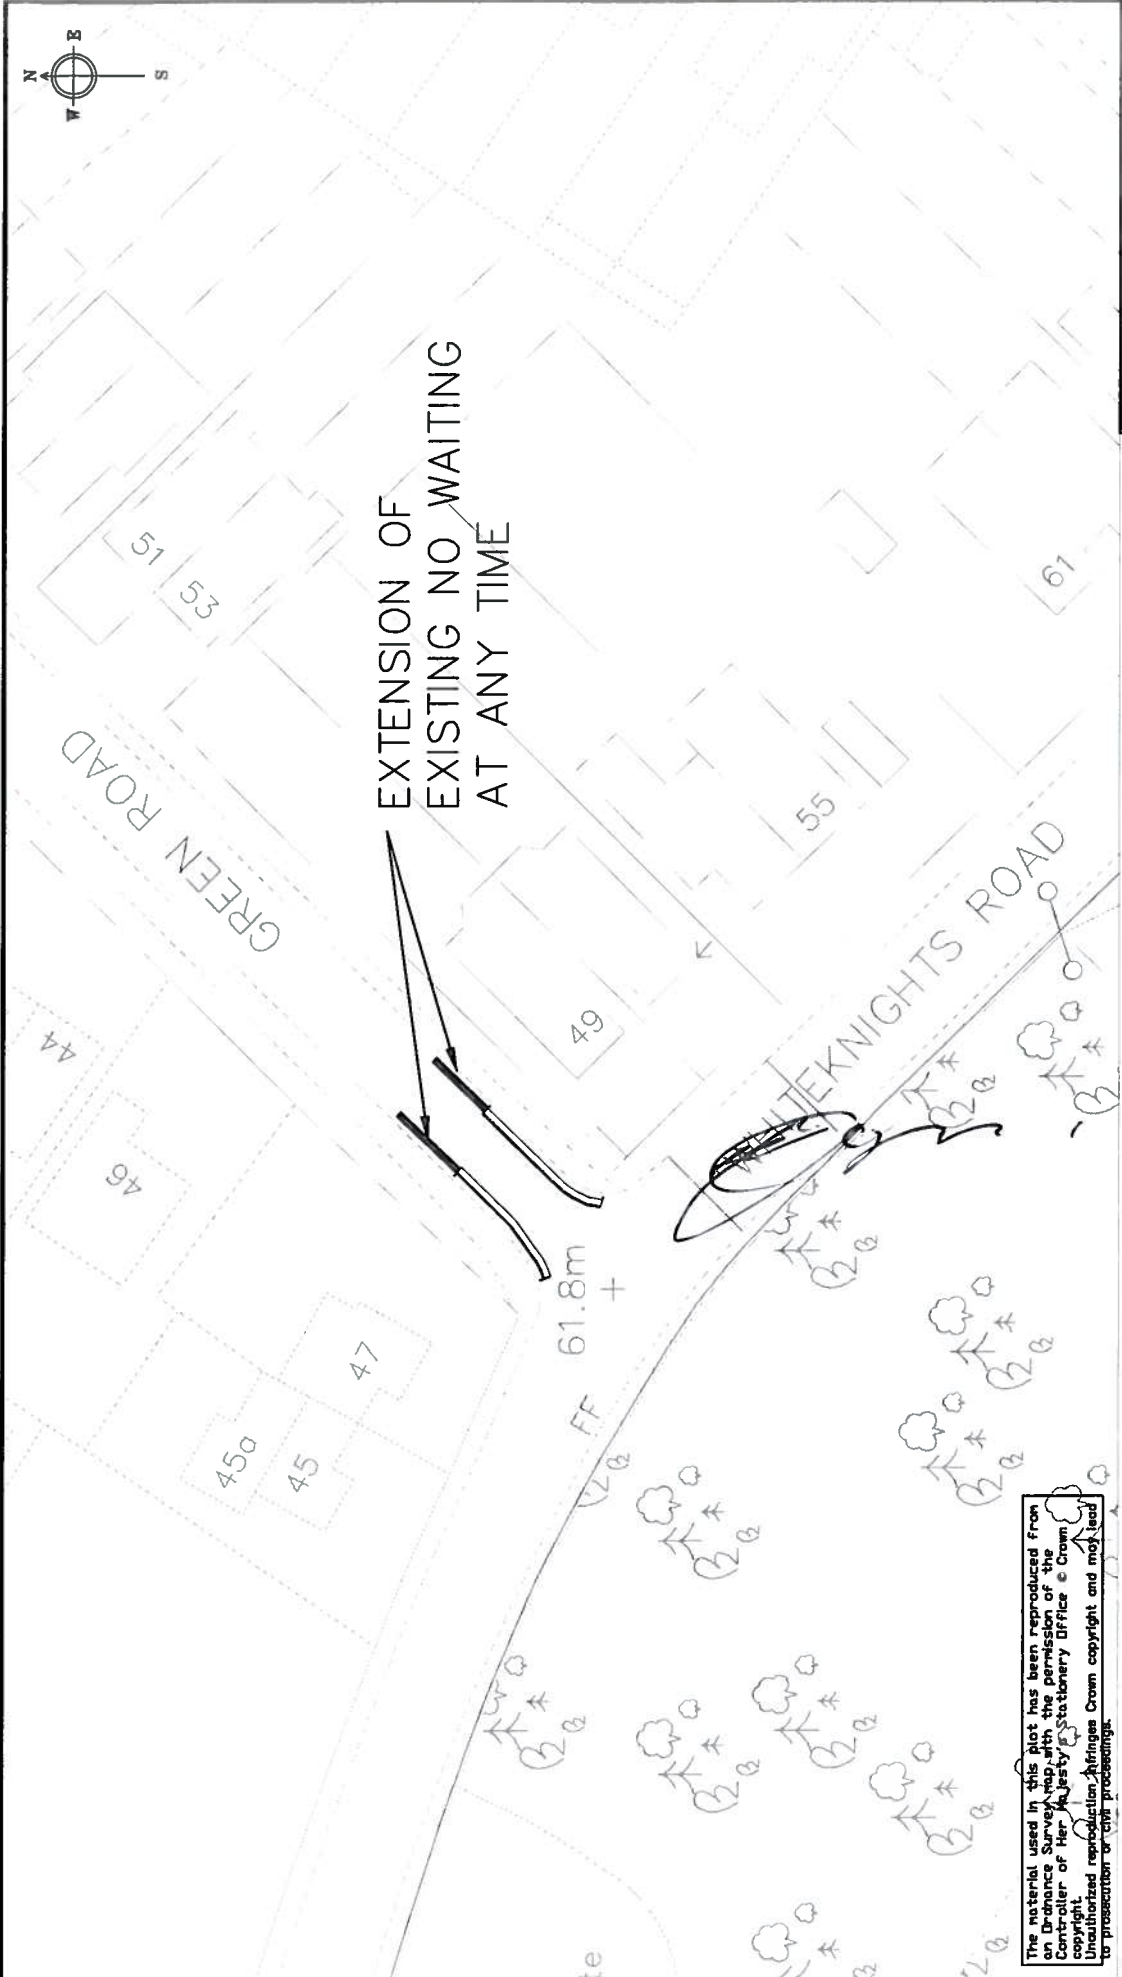 N
W
E
S
EXTENSION OF
EXISTING NO WAITING
AT ANY TIME
GREEN ROAD
WHITEKNIGHTS ROAD
51
53
44
46
45a
45
47
49
55
61
61.8m
FF
The material used in this plot has been reproduced from
an Ordnance Survey map with the permission of the
Controller of Her Majesty's Stationery Office © Crown
copyright.
Unauthorized reproduction infringes Crown copyright and may lead
to prosecution or civil proceedings.